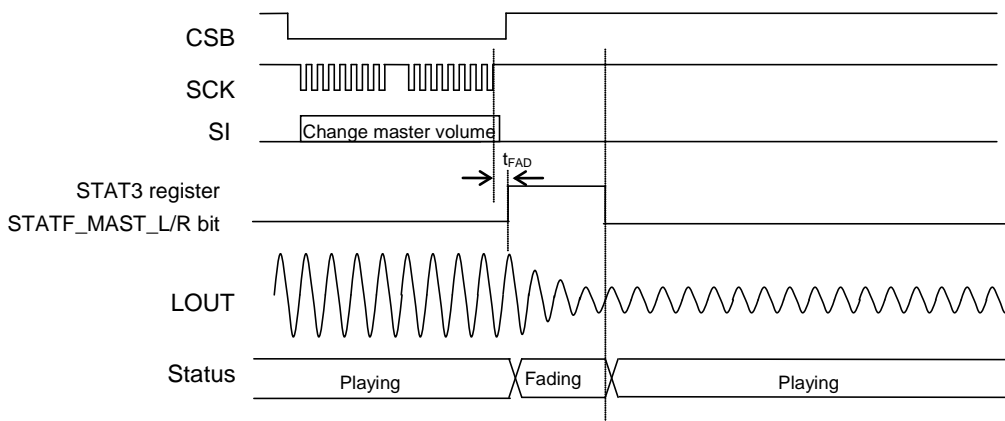 CSB
SCK
SI
Change master volume
tFAD
STAT3 register
STATF_MAST_L/R bit
LOUT
Status
Playing
Fading
Playing